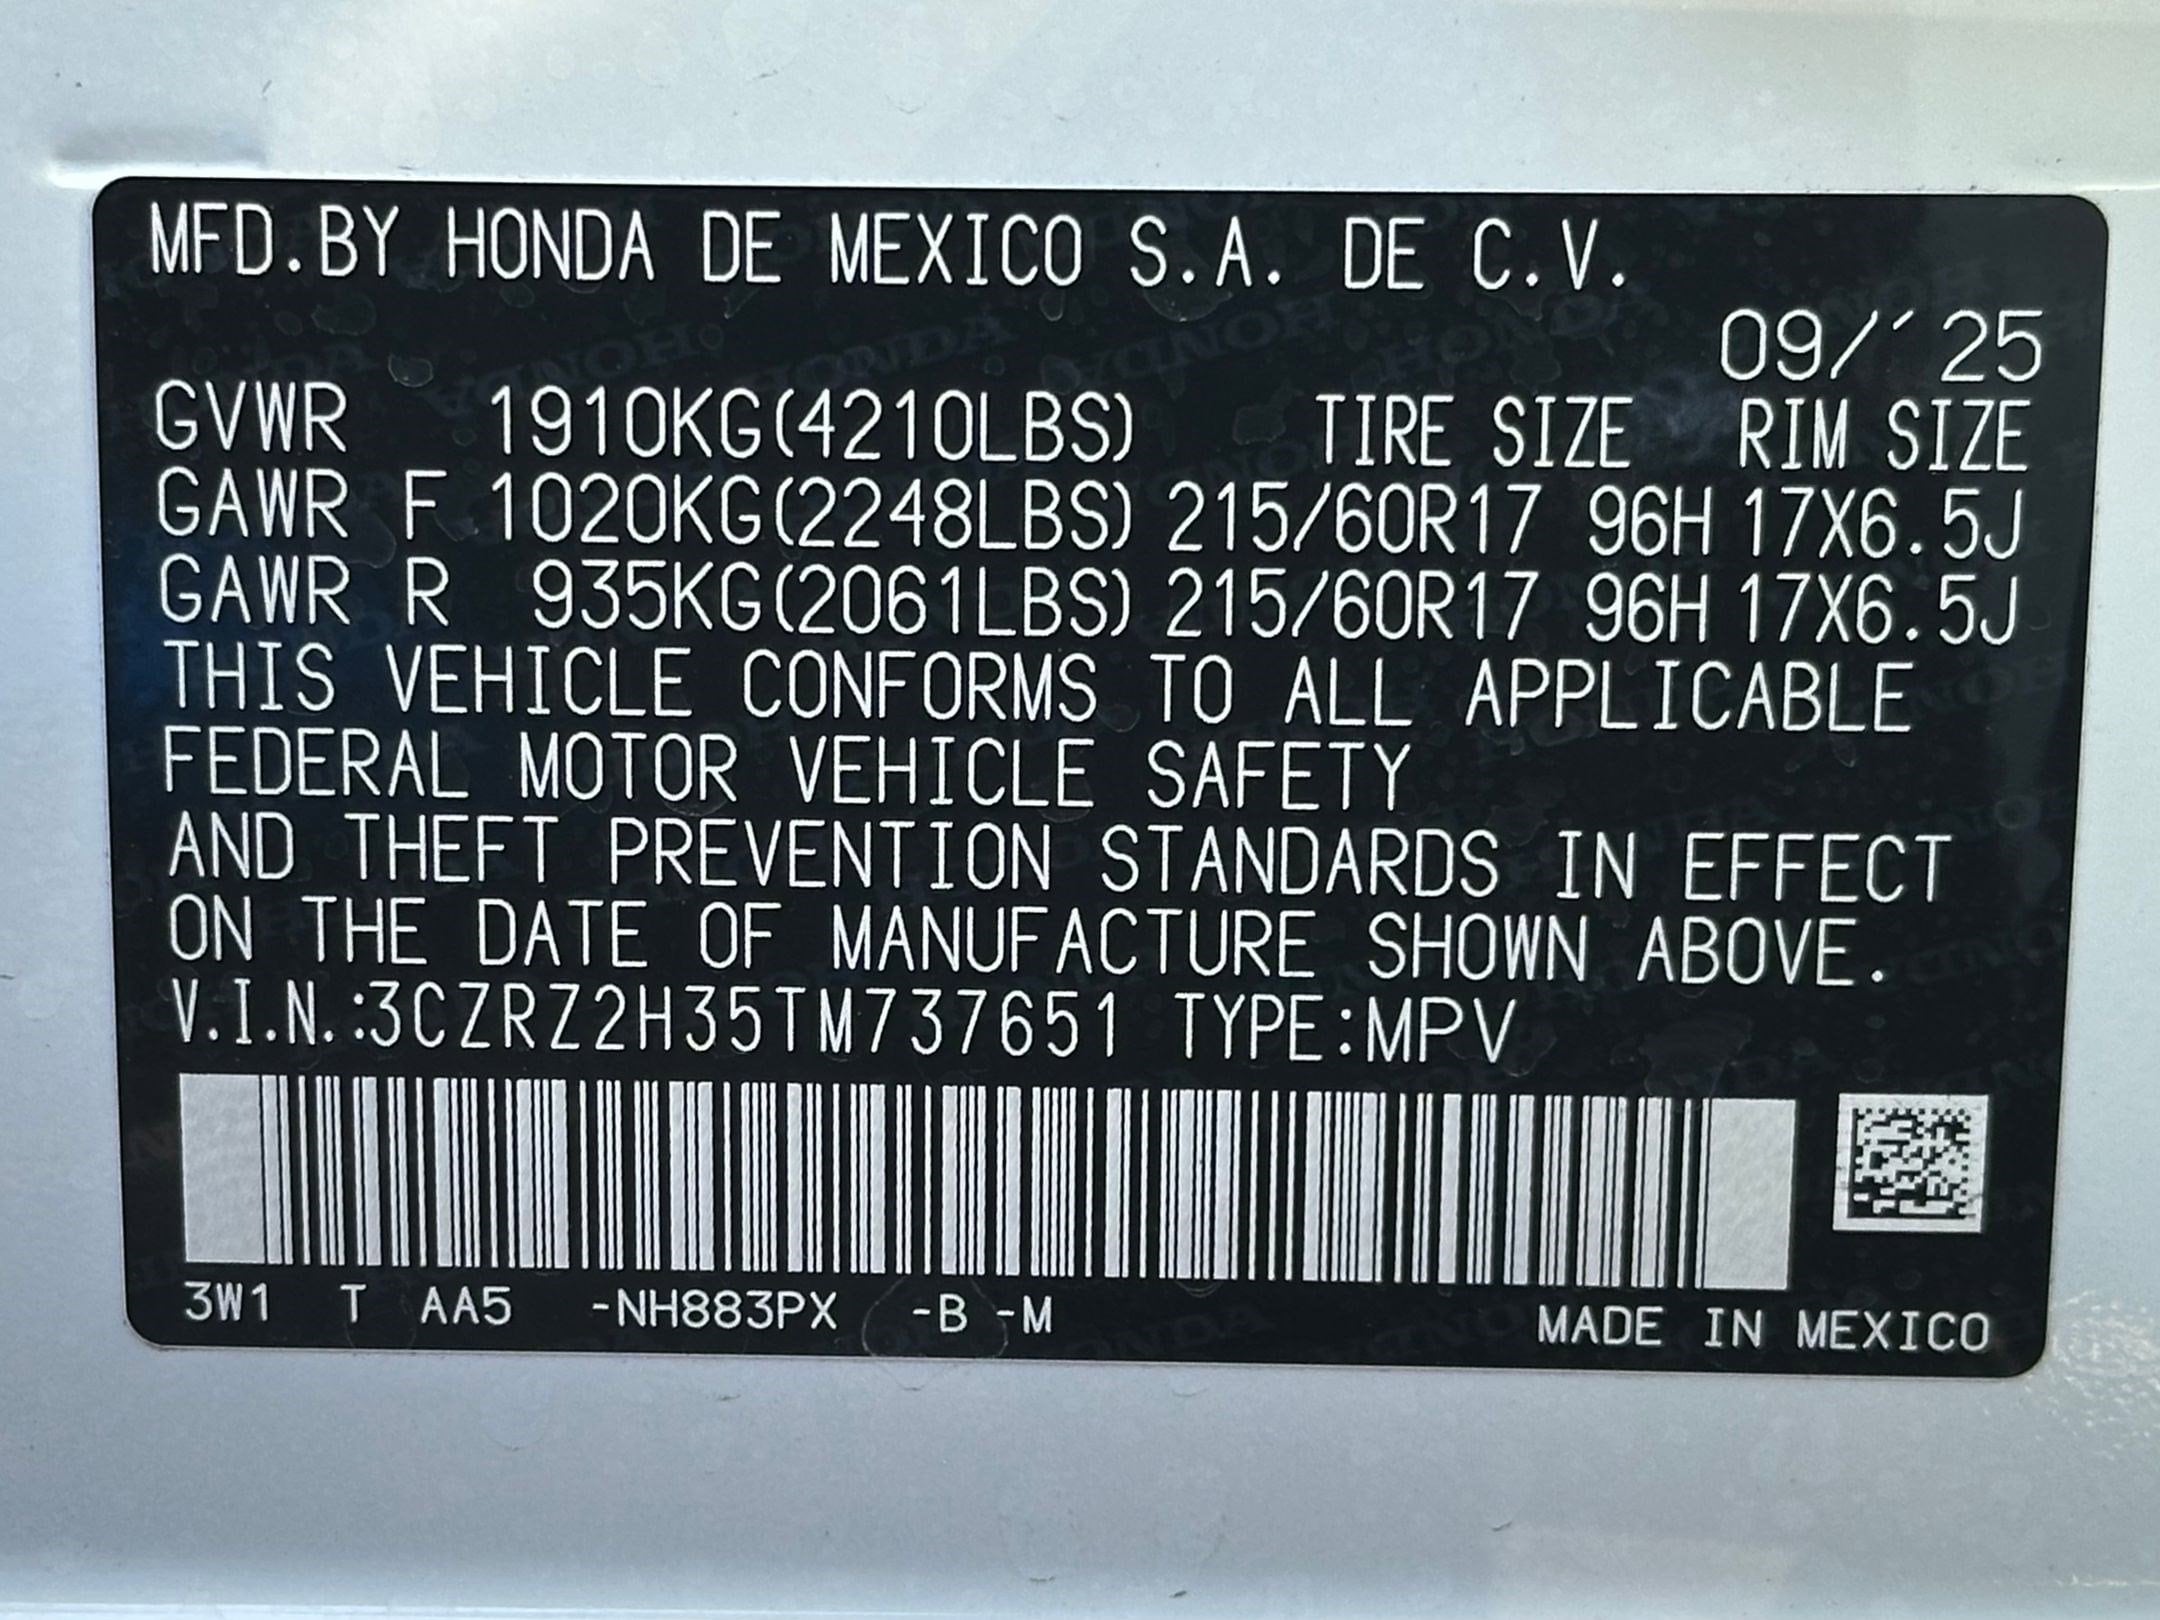 MFD.BY HONDA DE MEXICO S.A. DE C.V.
09/'25
GVWR 1910KG(4210LBS) TIRE SIZE RIM SIZE
GAWR F 1020KG(2248LBS) 215/60R17 96H 17X6.5J
GAWR R 935KG(2061LBS) 215/60R17 96H 17X6.5J
THIS VEHICLE CONFORMS TO ALL APPLICABLE
FEDERAL MOTOR VEHICLE SAFETY
AND THEFT PREVENTION STANDARDS IN EFFECT
ON THE DATE OF MANUFACTURE SHOWN ABOVE.
V.I.N.:3CZRZ2H35TM737651 TYPE:MPV
3W1 T AA5 -NH883PX -B -M MADE IN MEXICO